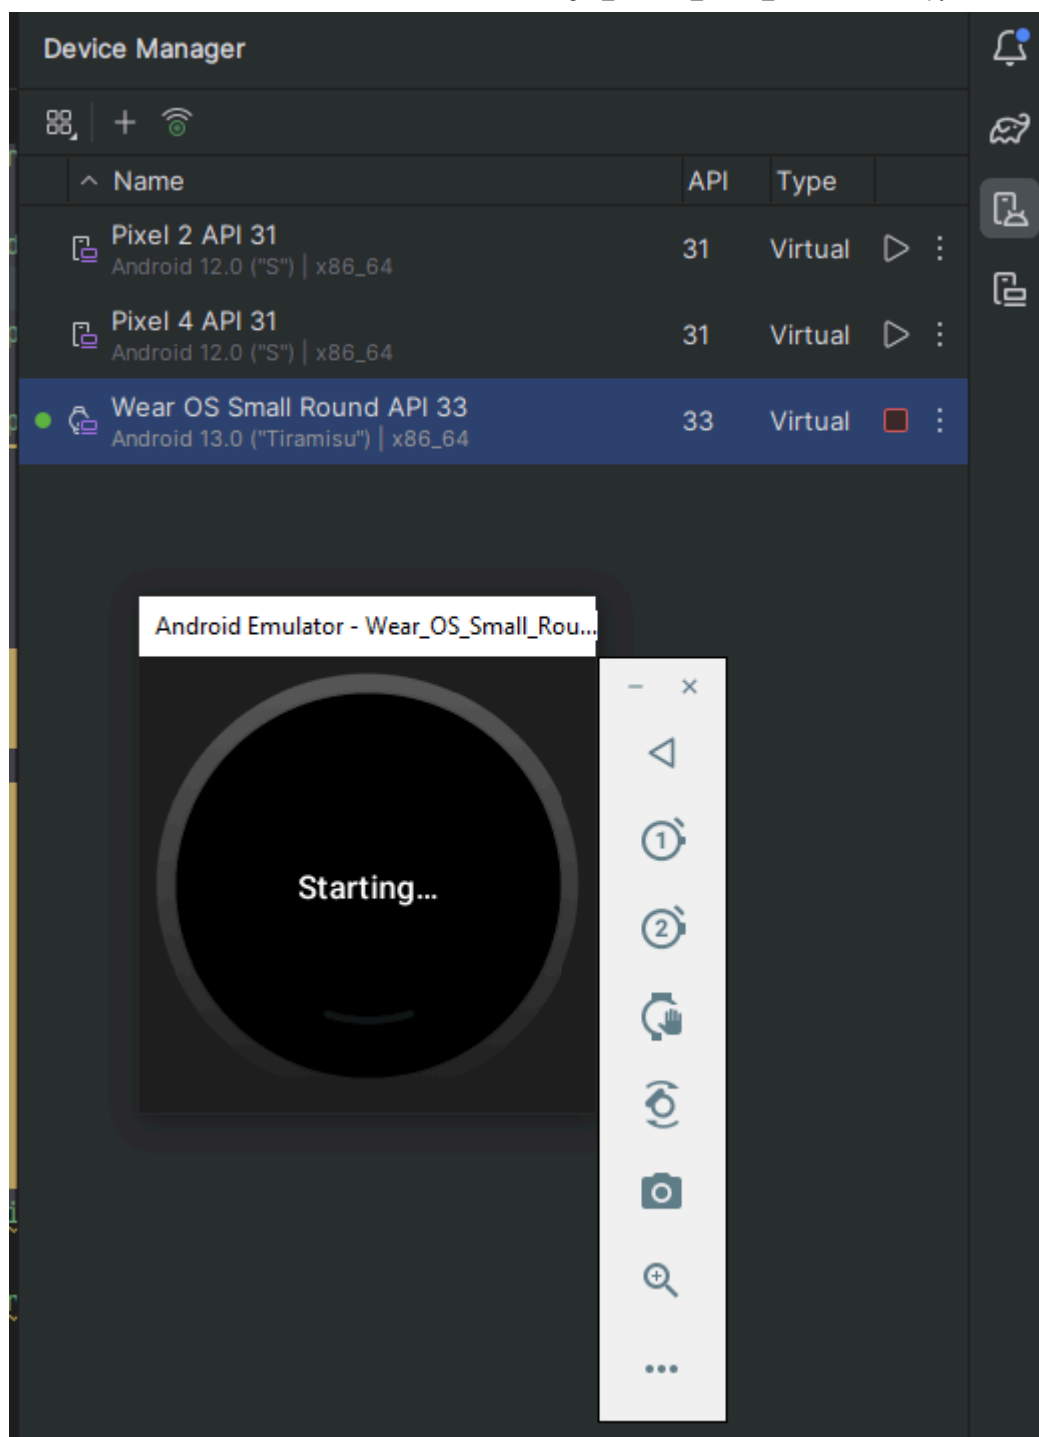 Device Manager
Name API Type
Pixel 2 API 31
Android 12.0 ("S") | x86_64
31 Virtual
Pixel 4 API 31
Android 12.0 ("S") | x86_64
31 Virtual
Wear OS Small Round API 33
Android 13.0 ("Tiramisu") | x86_64
33 Virtual
Android Emulator - Wear_OS_Small_Rou...
Starting...
1
2